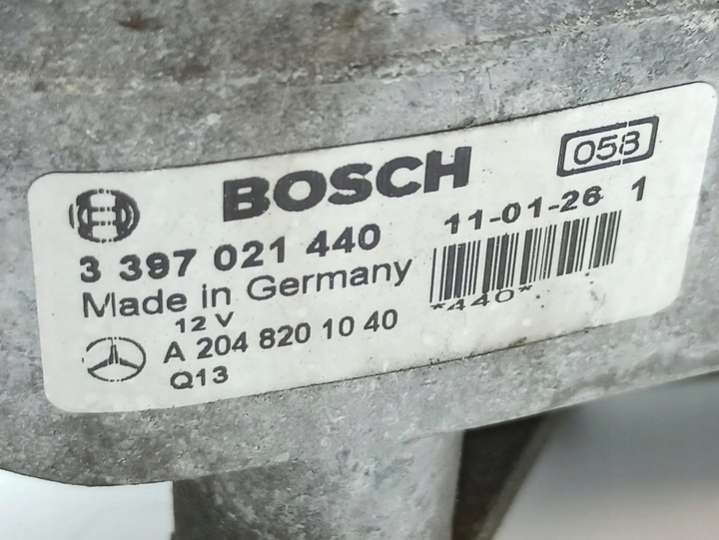 BOSCH
058
3 397 021 440
11-01-26 1
Made in Germany
*440*
12 V
A 204 820 10 40
Q13